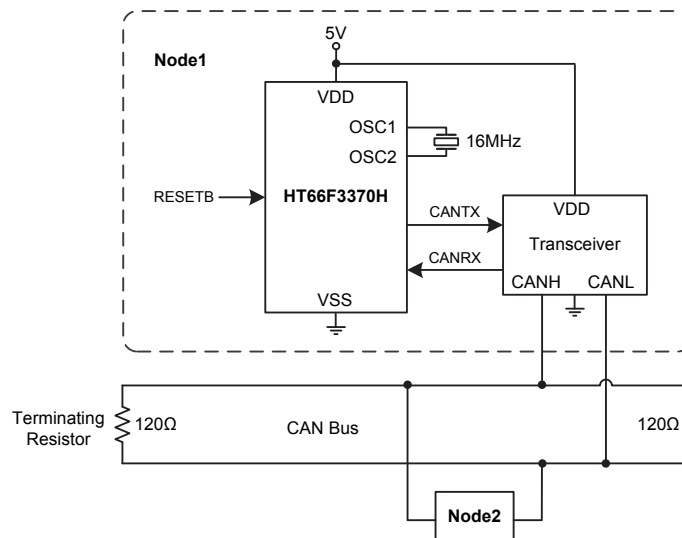 5V
Node1
VDD
OSC1
OSC2
16MHz
RESETB
HT66F3370H
CANTX
CANRX
VDD
Transceiver
CANH
CANL
VSS
Terminating
Resistor
120Ω
CAN Bus
120Ω
Node2